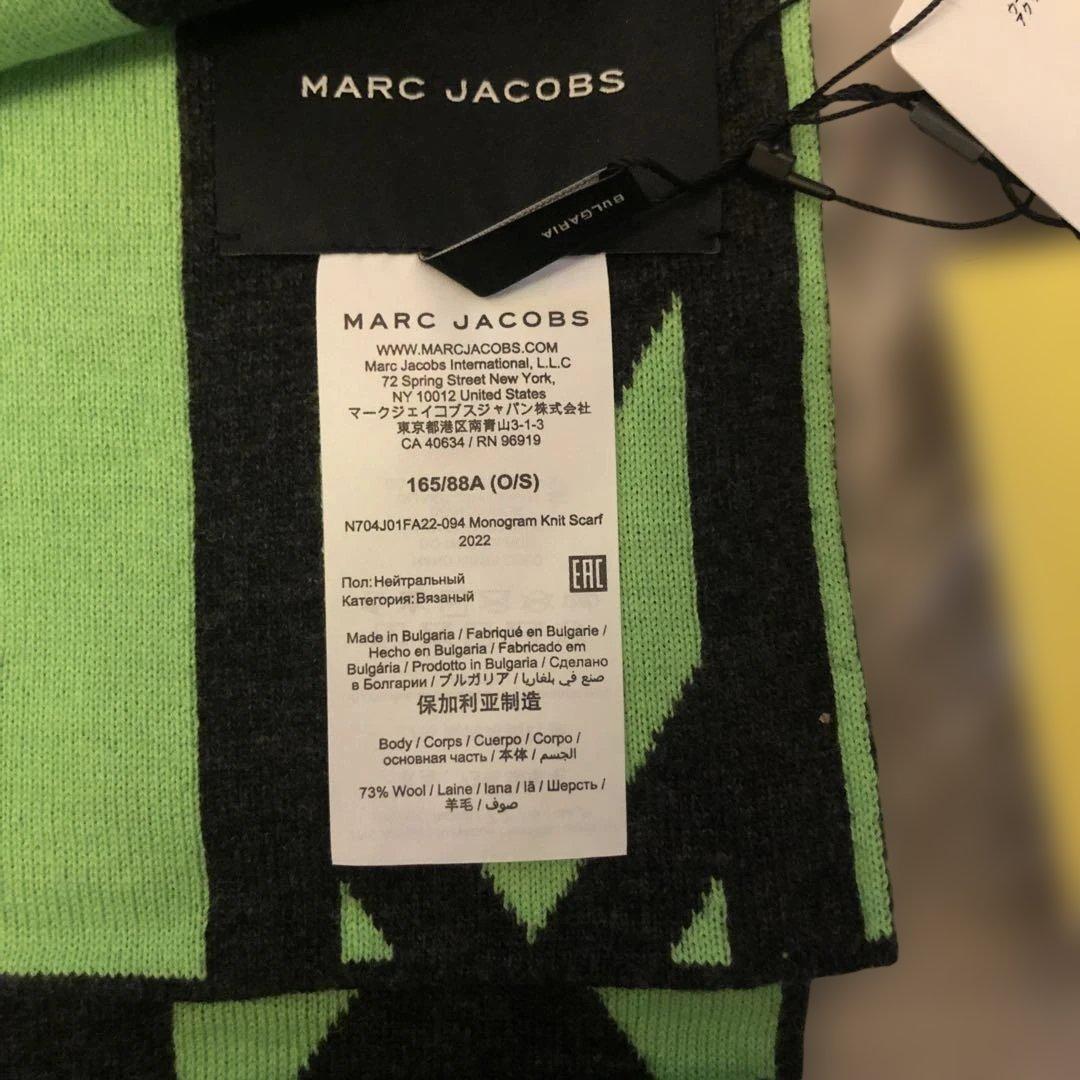 MARC JACOBS
BULGARIA
MARC JACOBS
WWW.MARCJACOBS.COM
Marc Jacobs International, L.L.C
72 Spring Street New York,
NY 10012 United States
マークジェイコブスジャパン株式会社
東京都港区南青山3-1-3
CA 40634 / RN 96919
165/88A (O/S)
N704J01FA22-094 Monogram Knit Scarf
2022
Пол: Нейтральный
Категория: Вязаный
EAC
Made in Bulgaria / Fabriqué en Bulgarie /
Hecho en Bulgaria / Fabricado em
Bulgária / Prodotto in Bulgaria / Сделано
в Болгарии / ブルガリア / صنع في بلغاريا
保加利亚制造
Body / Corps / Cuerpo / Corpo /
основная часть / 本体 / الجسم
73% Wool / Laine / lana / lã / Шерсть /
羊毛 / صوف